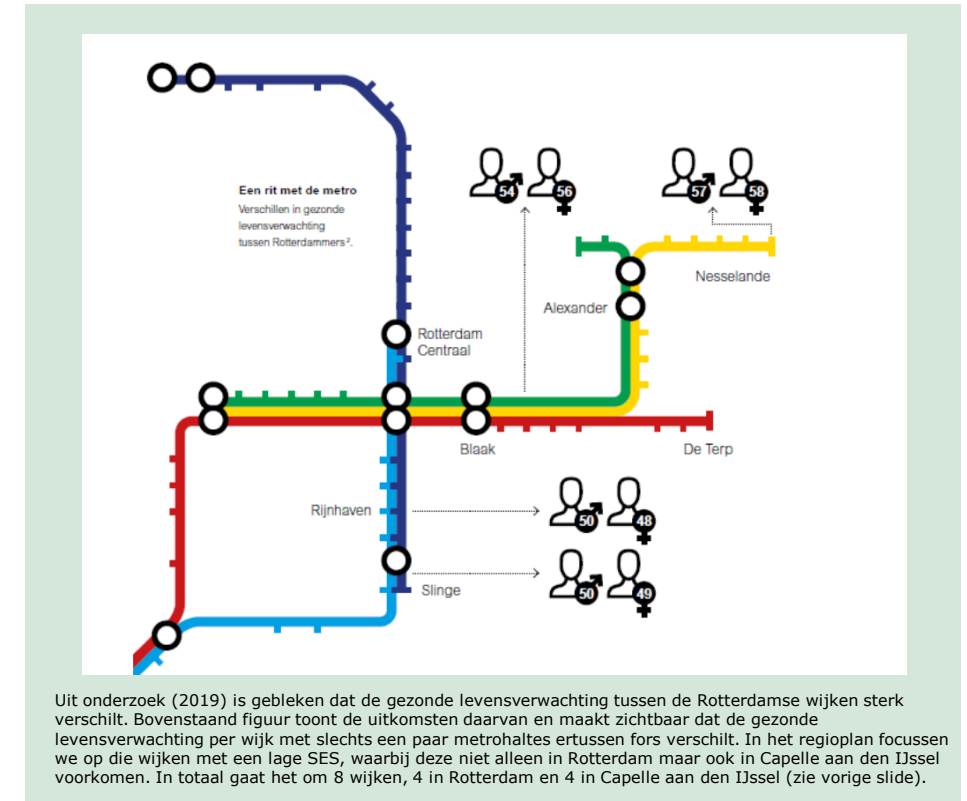 Een rit met de metro
Verschillen in gezonde
levensverwachting
tussen Rotterdammers².
54
56
57
58
Nesselande
Alexander
Rotterdam
Centraal
Blaak
De Terp
Rijnhaven
50
48
Slinge
50
49
Uit onderzoek (2019) is gebleken dat de gezonde levensverwachting tussen de Rotterdamse wijken sterk
verschilt. Bovenstaand figuur toont de uitkomsten daarvan en maakt zichtbaar dat de gezonde
levensverwachting per wijk met slechts een paar metrohaltes ertussen fors verschilt. In het regioplan focussen
we op die wijken met een lage SES, waarbij deze niet alleen in Rotterdam maar ook in Capelle aan den IJssel
voorkomen. In totaal gaat het om 8 wijken, 4 in Rotterdam en 4 in Capelle aan den IJssel (zie vorige slide).